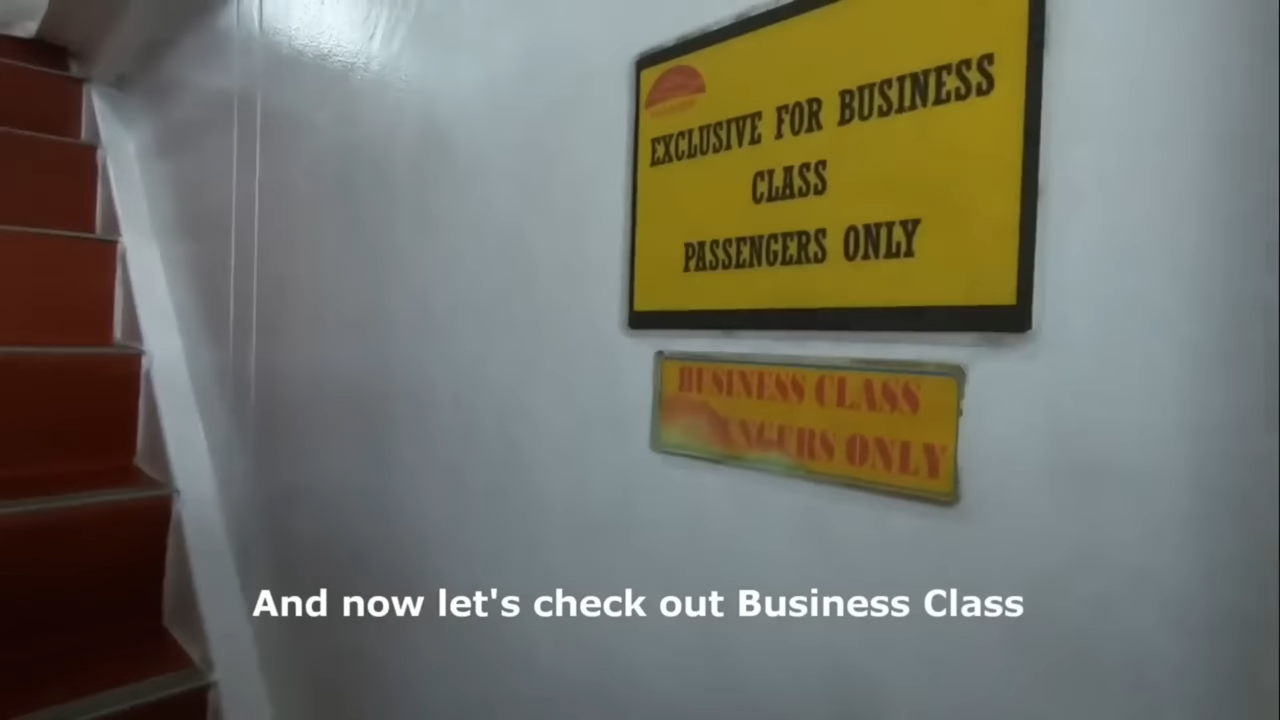 EXCLUSIVE FOR BUSINESS
CLASS
PASSENGERS ONLY
BUSINESS CLASS
ONLY
And now let's check out Business Class